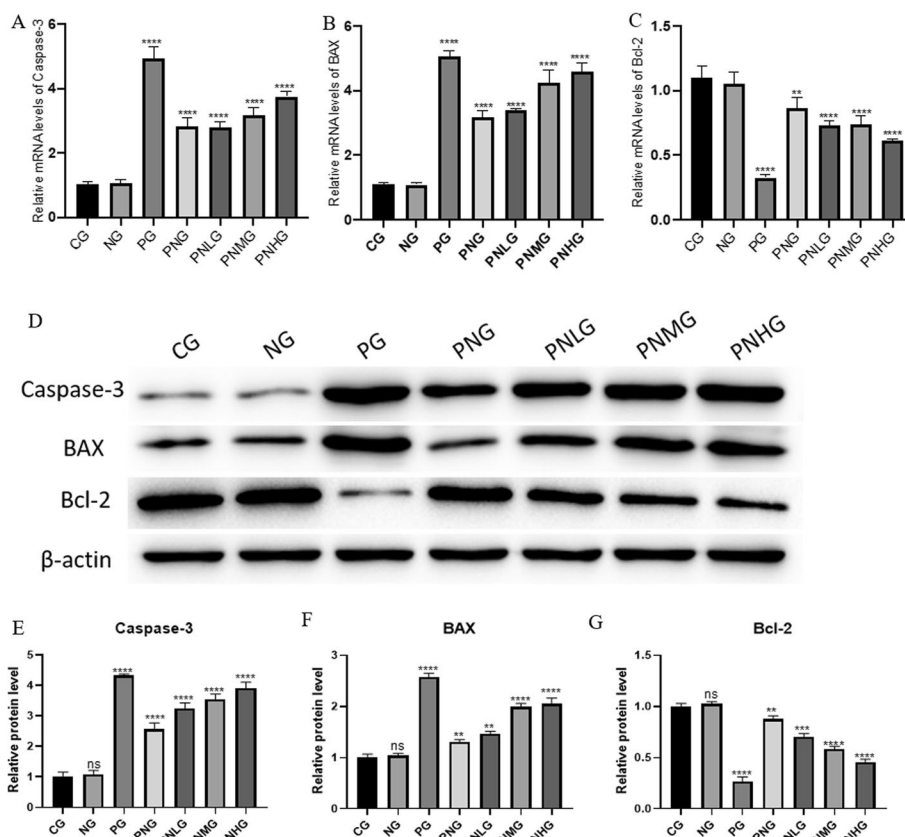 A
Relative mRNA levels of Caspase-3
6
4
2
0
****
****
****
****
****
CG
NG
PG
PNG
PNLG
PNMG
PNHG
B
Relative mRNA levels of BAX
6
4
2
0
****
****
****
****
****
CG
NG
PG
PNG
PNLG
PNMG
PNHG
C
Relative mRNA levels of Bcl-2
1.5
1.0
0.5
0.0
****
**
****
****
****
CG
NG
PG
PNG
PNLG
PNMG
PNHG
D
CG NG PG PNG PNLG PNMG PNHG
Caspase-3
BAX
Bcl-2
β-actin
E
Caspase-3
Relative protein level
5
4
3
2
1
0
ns
****
****
****
****
****
CG
NG
PG
PNG
F
BAX
Relative protein level
3
2
1
0
ns
****
**
**
****
****
CG
NG
PG
PNG
G
Bcl-2
Relative protein level
1.5
1.0
0.5
0.0
ns
****
**
***
****
****
CG
NG
PG
PNG